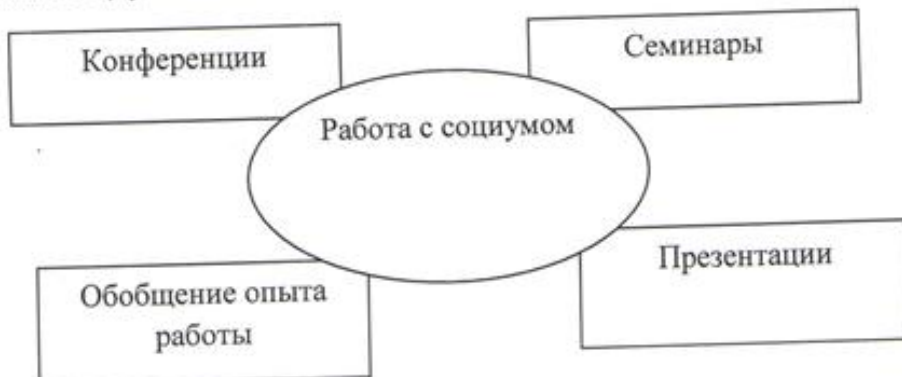 Конференции
Семинары
Работа с социумом
Обобщение опыта
работы
Презентации